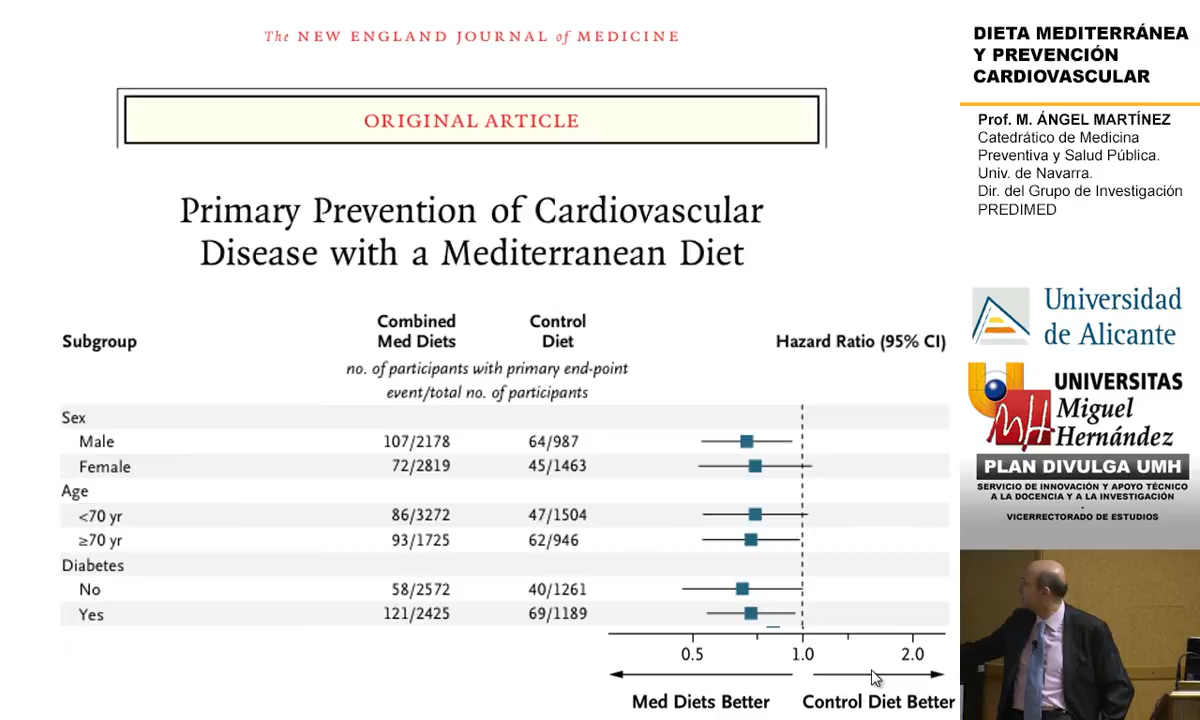 The NEW ENGLAND JOURNAL of MEDICINE
ORIGINAL ARTICLE
Primary Prevention of Cardiovascular
Disease with a Mediterranean Diet
Subgroup
Combined
Med Diets
Control
Diet
Hazard Ratio (95% CI)
no. of participants with primary end-point
event/total no. of participants
Sex
Male 107/2178 64/987
Female 72/2819 45/1463
Age
<70 yr 86/3272 47/1504
≥70 yr 93/1725 62/946
Diabetes
No 58/2572 40/1261
Yes 121/2425 69/1189
0.5 1.0 2.0
Med Diets Better Control Diet Better
DIETA MEDITERRÁNEA
Y PREVENCIÓN
CARDIOVASCULAR
Prof. M. ÁNGEL MARTÍNEZ
Catedrático de Medicina
Preventiva y Salud Pública.
Univ. de Navarra.
Dir. del Grupo de Investigación
PREDIMED
Universidad
de Alicante
UNIVERSITAS
Miguel
Hernández
PLAN DIVULGA UMH
SERVICIO DE INNOVACIÓN Y APOYO TÉCNICO
A LA DOCENCIA Y A LA INVESTIGACIÓN
-
VICERRECTORADO DE ESTUDIOS